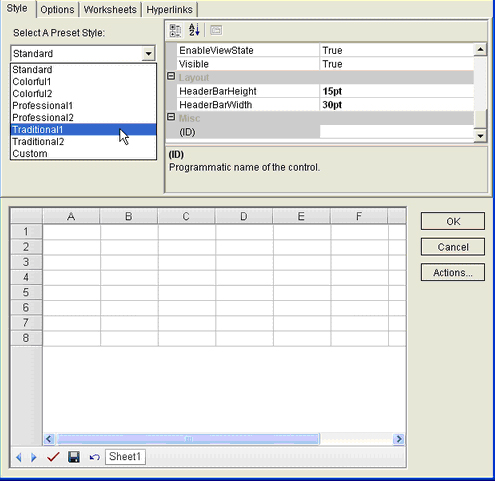 Style Options Worksheets Hyperlinks
Select A Preset Style:
Standard
Standard
Colorful1
Colorful2
Professional1
Professional2
Traditional1
Traditional2
Custom
EnableViewState True
Visible True
Layout
HeaderBarHeight 15pt
HeaderBarWidth 30pt
Misc
(ID)
(ID)
Programmatic name of the control.
A B C D E F
1
2
3
4
5
6
7
8
Sheet1
OK
Cancel
Actions...